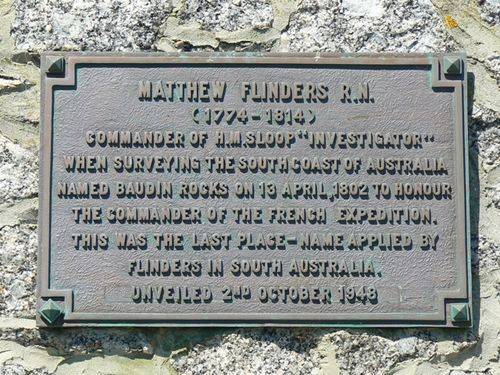 MATTHEW FLINDERS R.N.
(1774-1814)
COMMANDER OF H.M.SLOOP "INVESTIGATOR"
WHEN SURVEYING THE SOUTH COAST OF AUSTRALIA
NAMED BAUDIN ROCKS ON 13 APRIL, 1802 TO HONOUR
THE COMMANDER OF THE FRENCH EXPEDITION.
THIS WAS THE LAST PLACE-NAME APPLIED BY
FLINDERS IN SOUTH AUSTRALIA.
UNVEILED 2ND OCTOBER 1948